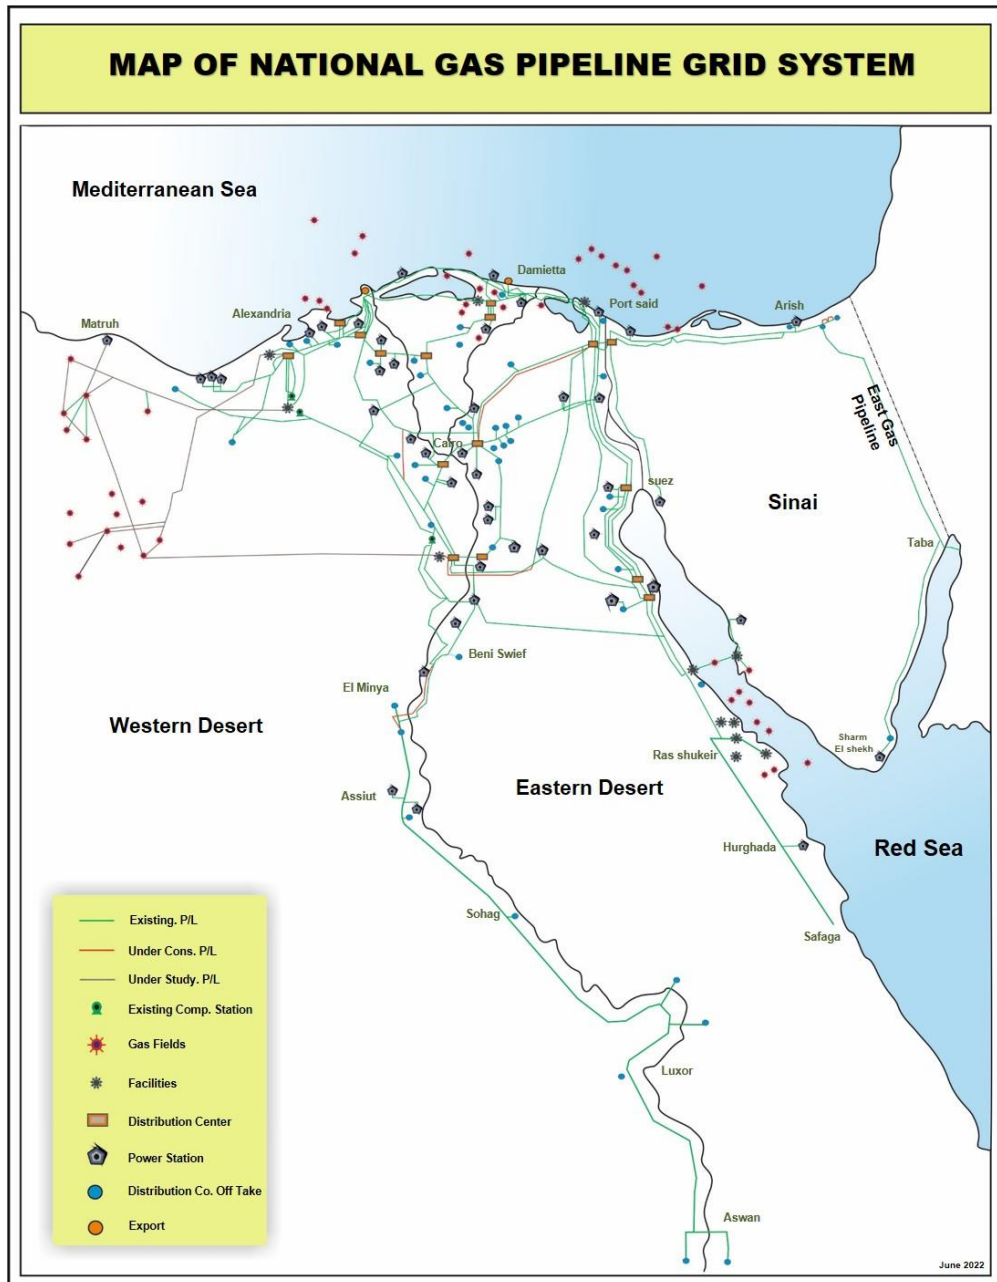 MAP OF NATIONAL GAS PIPELINE GRID SYSTEM
Mediterranean Sea
Damietta
Port said
Alexandria
Arish
Matruh
East Gas
Pipeline
Cairo
suez
Sinai
Taba
Beni Swief
El Minya
Western Desert
Sharm
El shekh
Ras shukeir
Eastern Desert
Assiut
Hurghada
Red Sea
Sohag
Safaga
Existing. P/L
Under Cons. P/L
Under Study. P/L
Existing Comp. Station
Gas Fields
Facilities
Distribution Center
Power Station
Distribution Co. Off Take
Export
Luxor
Aswan
June 2022